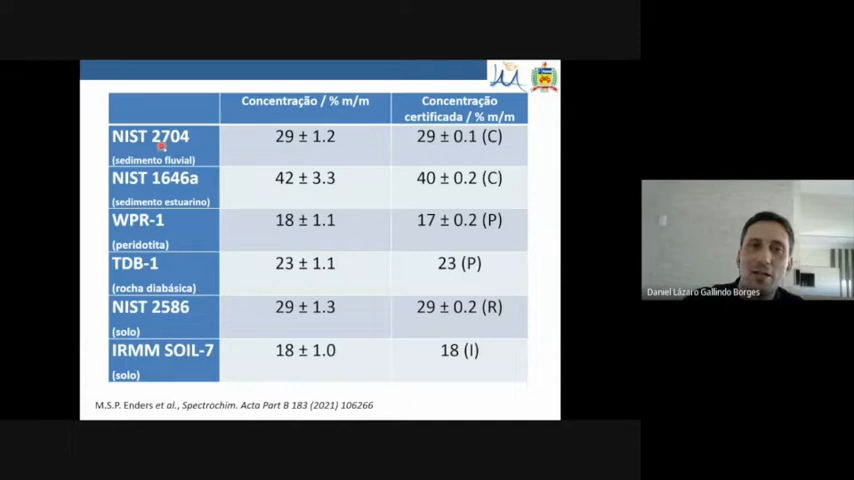 Concentração / % m/m
Concentração
certificada / % m/m
NIST 2704
(sedimento fluvial)
29 ± 1.2
29 ± 0.1 (C)
NIST 1646a
(sedimento estuarino)
42 ± 3.3
40 ± 0.2 (C)
WPR-1
(peridotita)
18 ± 1.1
17 ± 0.2 (P)
TDB-1
(rocha diabásica)
23 ± 1.1
23 (P)
NIST 2586
(solo)
29 ± 1.3
29 ± 0.2 (R)
IRMM SOIL-7
(solo)
18 ± 1.0
18 (I)
M.S.P. Enders et al., Spectrochim. Acta Part B 183 (2021) 106266
Daniel Lázaro Gallindo Borges